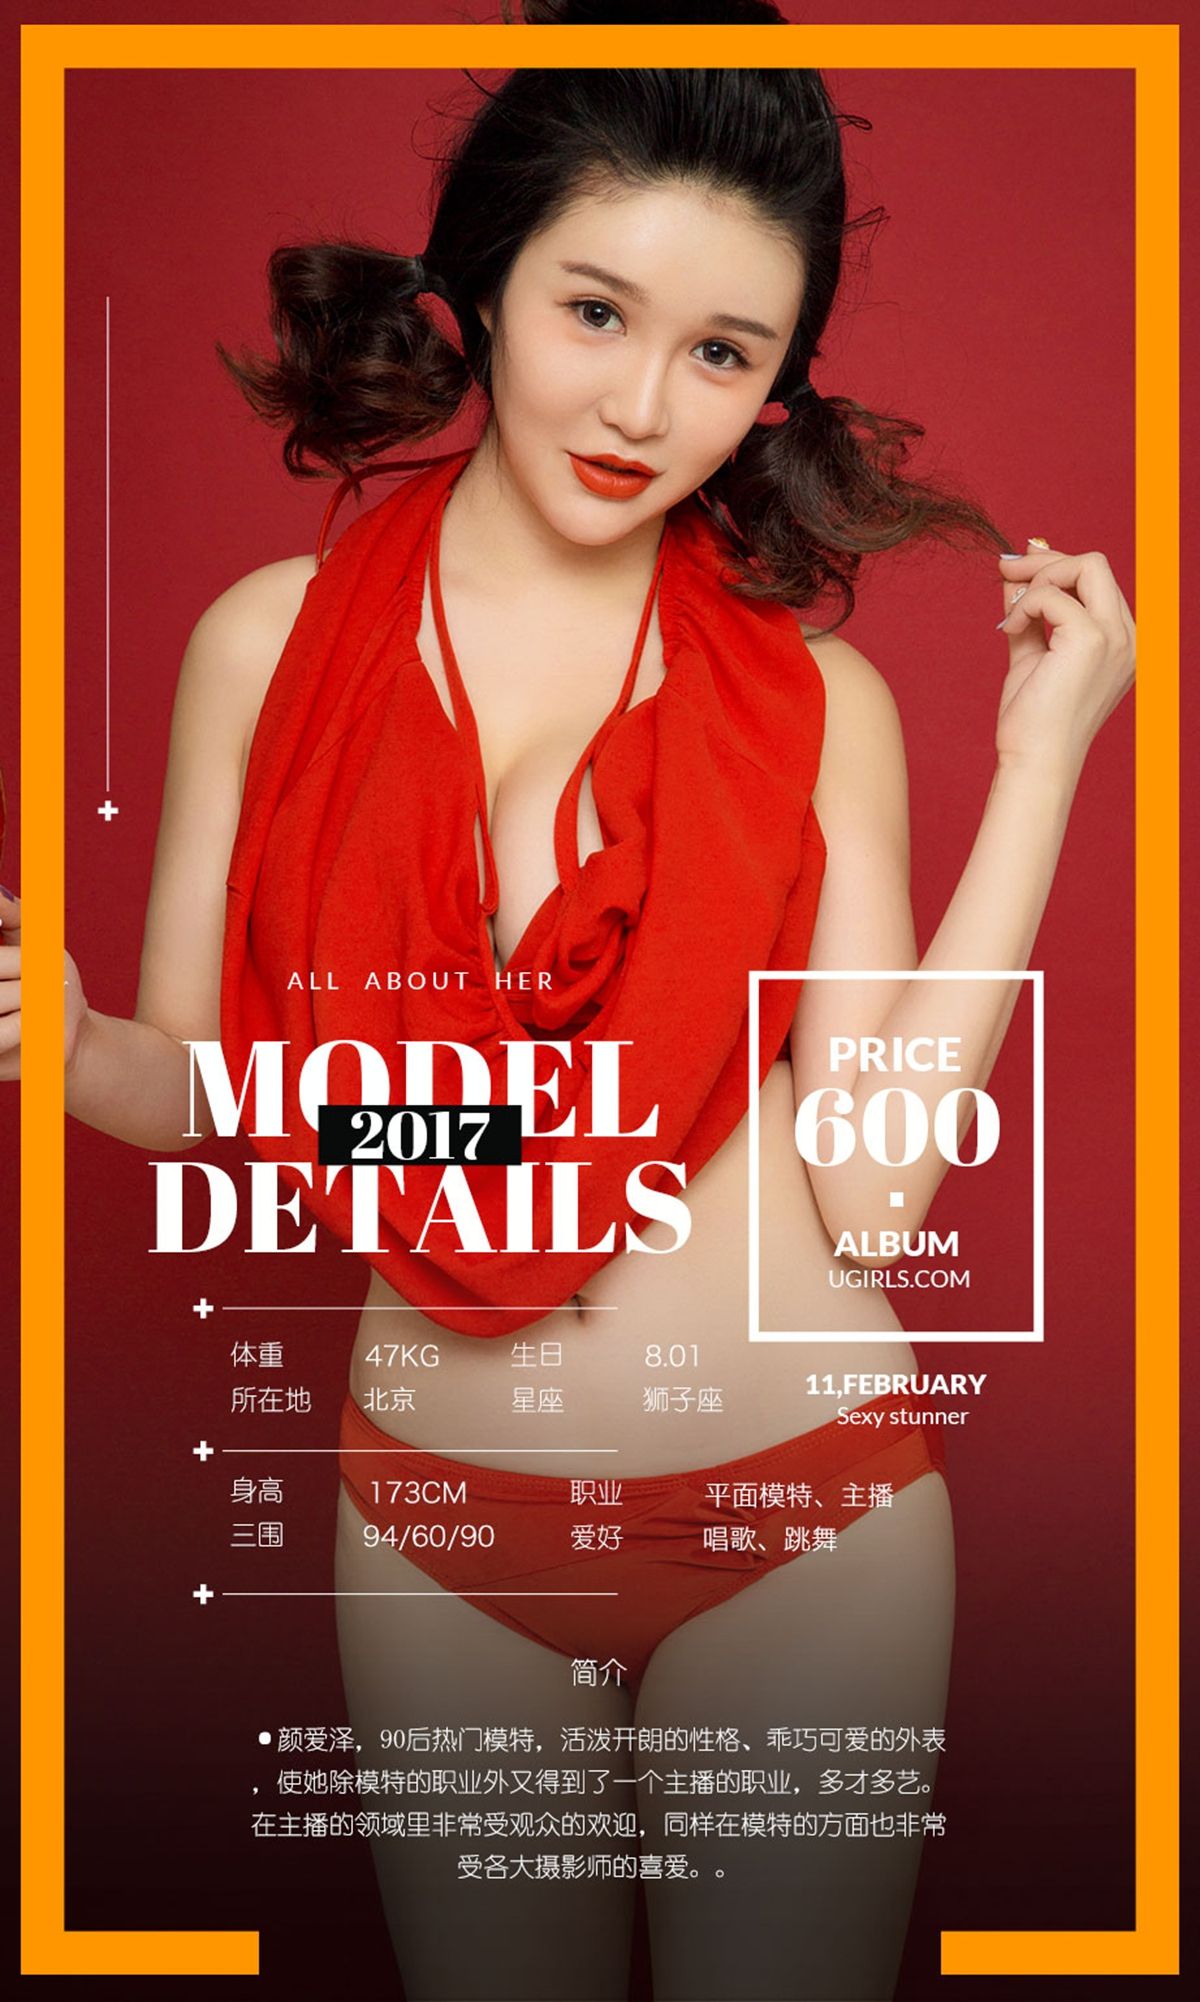 ALL ABOUT HER
MODEL
2017
DETAILS
PRICE
600
ALBUM
UGIRLS.COM
11,FEBRUARY
Sexy stunner
体重 47KG 生日 8.01
所在地 北京 星座 狮子座
身高 173CM 职业 平面模特、主播
三围 94/60/90 爱好 唱歌、跳舞
简介
•颜爱泽，90后热门模特，活泼开朗的性格、乖巧可爱的外表
，使她除模特的职业外又得到了一个主播的职业，多才多艺。
在主播的领域里非常受观众的欢迎，同样在模特的方面也非常
受各大摄影师的喜爱。。